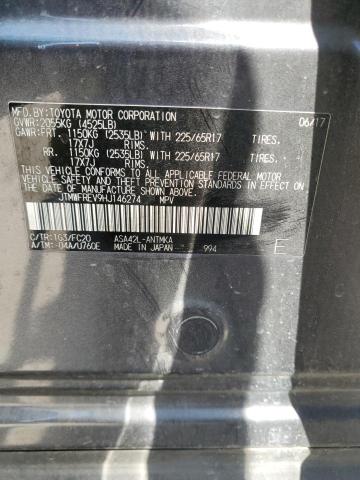 MFD.BY:TOYOTA MOTOR CORPORATION 06/17
GVWR:2055KG (4525LB)
GAWR:FRT. 1150KG (2535LB) WITH 225/65R17 TIRES,
17X7J
RR. 1150KG (2535LB) WITH 225/65R17 TIRES,
17X7J
THIS VEHICLE CONFORMS TO ALL APPLICABLE FEDERAL MOTOR
VEHICLE SAFETY AND THEFT PREVENTION STANDARDS IN EFFECT
ON THE DATE OF MANUFACTURE SHOWN ABOVE.
JTMWFREV9HJ146274 MPV
C/TR:1G3/FC20 ASA42L-ANTMKA
A/TM:-04A/U760E MADE IN JAPAN 994 E